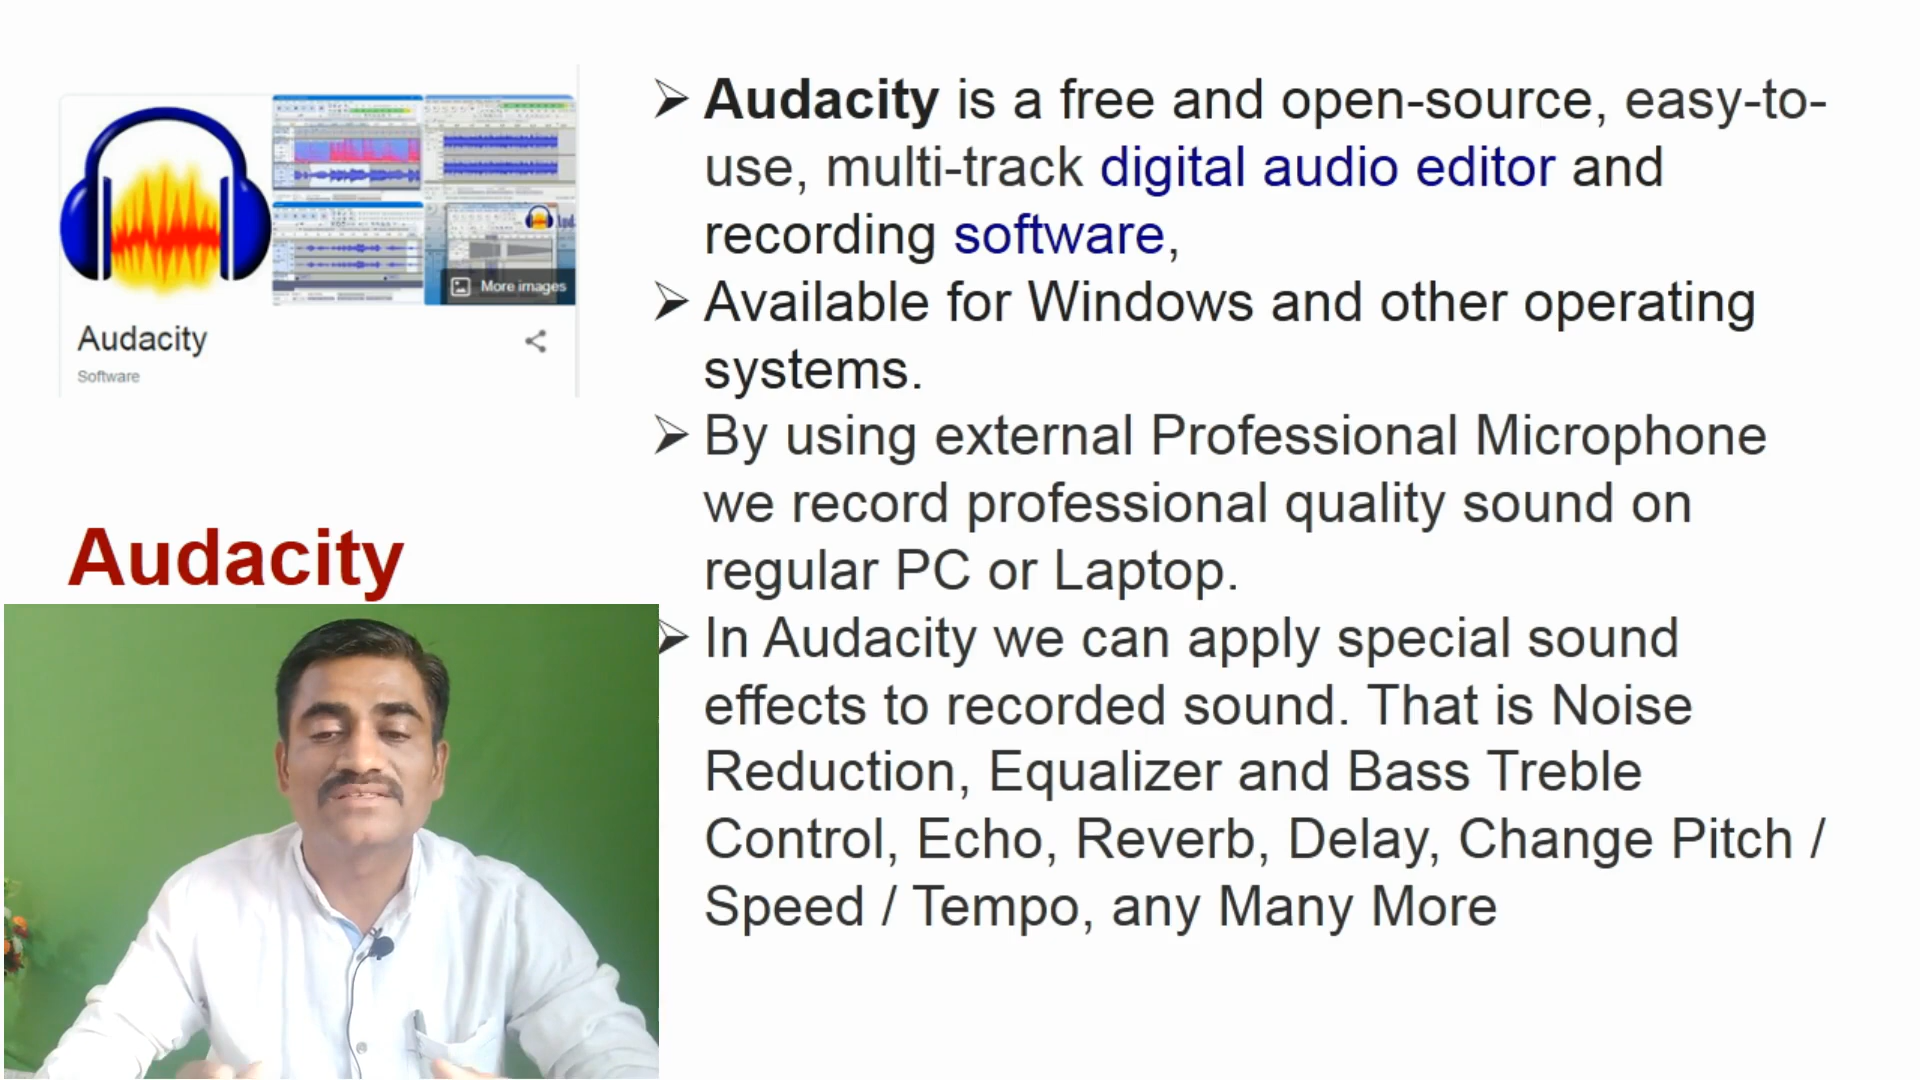 More images
Audacity
Software
Audacity
Audacity is a free and open-source, easy-to-
use, multi-track digital audio editor and
recording software,
Available for Windows and other operating
systems.
By using external Professional Microphone
we record professional quality sound on
regular PC or Laptop.
In Audacity we can apply special sound
effects to recorded sound. That is Noise
Reduction, Equalizer and Bass Treble
Control, Echo, Reverb, Delay, Change Pitch /
Speed / Tempo, any Many More